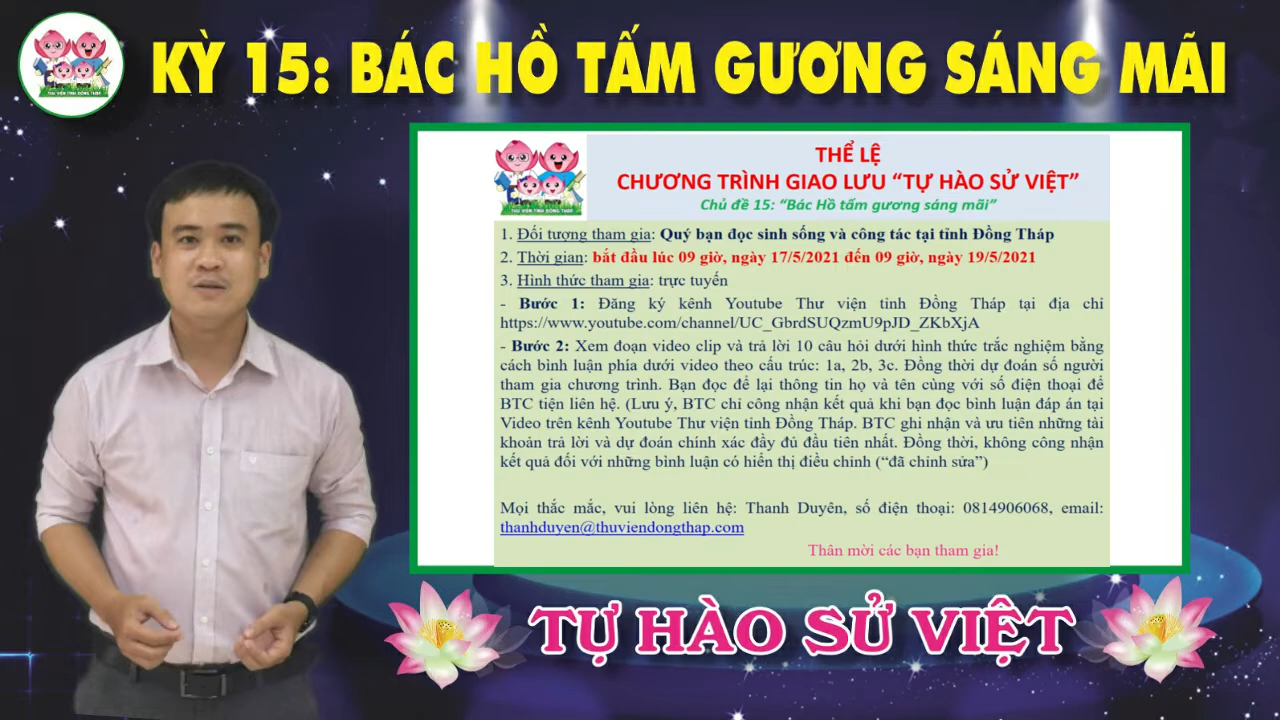 KỲ 15: BÁC HỒ TẤM GƯƠNG SÁNG MÃI
THƯ VIỆN TỈNH ĐỒNG THÁP
THỂ LỆ
CHƯƠNG TRÌNH GIAO LƯU “TỰ HÀO SỬ VIỆT”
Chủ đề 15: “Bác Hồ tấm gương sáng mãi”
THƯ VIỆN TỈNH ĐỒNG THÁP
1. Đối tượng tham gia: Quý bạn đọc sinh sống và công tác tại tỉnh Đồng Tháp
2. Thời gian: bắt đầu lúc 09 giờ, ngày 17/5/2021 đến 09 giờ, ngày 19/5/2021
3. Hình thức tham gia: trực tuyến
- Bước 1: Đăng ký kênh Youtube Thư viện tỉnh Đồng Tháp tại địa chỉ
https://www.youtube.com/channel/UC_GbrdSUQzmU9pJD_ZKbXjA
- Bước 2: Xem đoạn video clip và trả lời 10 câu hỏi dưới hình thức trắc nghiệm bằng
cách bình luận phía dưới video theo cấu trúc: 1a, 2b, 3c. Đồng thời dự đoán số người
tham gia chương trình. Bạn đọc để lại thông tin họ và tên cùng với số điện thoại để
BTC tiện liên hệ. (Lưu ý, BTC chỉ công nhận kết quả khi bạn đọc bình luận đáp án tại
Video trên kênh Youtube Thư viện tỉnh Đồng Tháp. BTC ghi nhận và ưu tiên những tài
khoản trả lời và dự đoán chính xác đầy đủ đầu tiên nhất. Đồng thời, không công nhận
kết quả đối với những bình luận có hiển thị điều chỉnh (“đã chỉnh sửa”)
Mọi thắc mắc, vui lòng liên hệ: Thanh Duyên, số điện thoại: 0814906068, email:
thanhduyen@thuviendongthap.com
Thân mời các bạn tham gia!
TỰ HÀO SỬ VIỆT